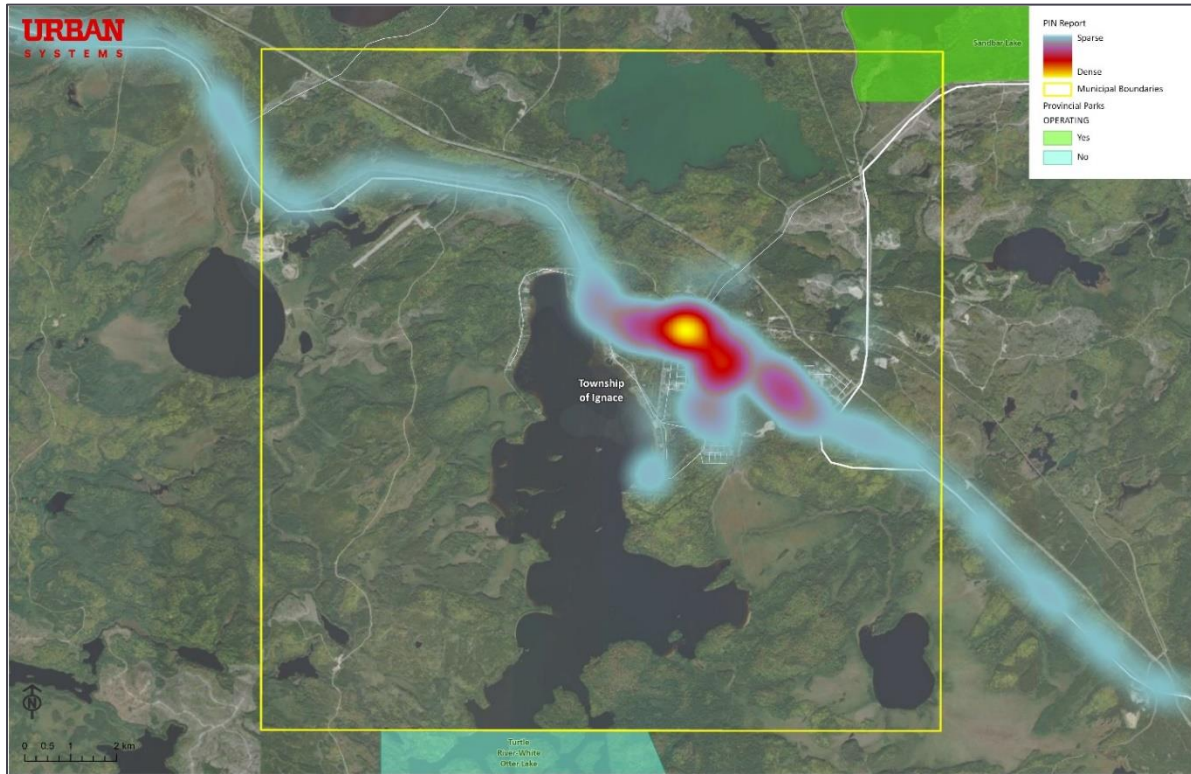 URBAN
SYSTEMS
PIN Report
Sparse
Dense
Municipal Boundaries
Provincial Parks
OPERATING
Yes
No
Sandbar Lake
Township
of Ignace
Turtle
River-White
Otter Lake
N
0 0.5 1 2 km